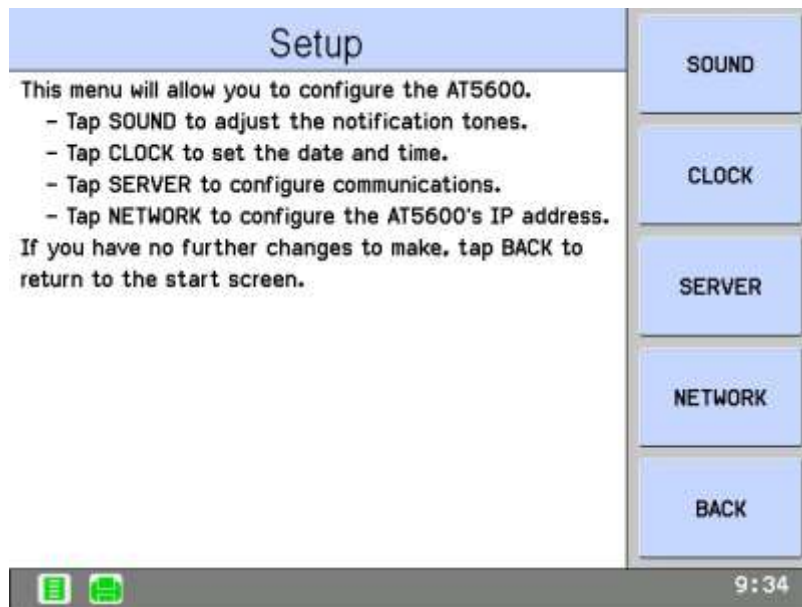 Setup
This menu will allow you to configure the AT5600.
- Tap SOUND to adjust the notification tones.
- Tap CLOCK to set the date and time.
- Tap SERVER to configure communications.
- Tap NETWORK to configure the AT5600's IP address.
If you have no further changes to make, tap BACK to
return to the start screen.
SOUND
CLOCK
SERVER
NETWORK
BACK
9:34